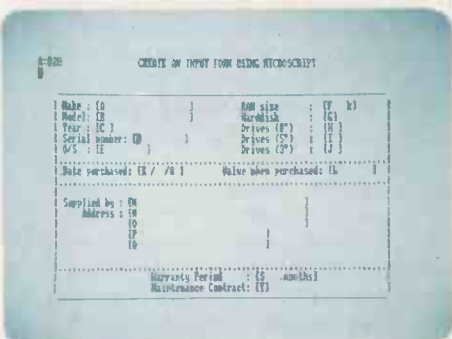 CREATE AN INPUT FORM USING MICROSCRIPT
Make : [A ] RAM size : [F k]
Model: [B ] Harddisk : [G]
Year : [C ] Drives (8") : [H ]
Serial number: [D ] Drives (5") : [I ]
O/S : [E ] Drives (3") : [J ]
Date purchased: [K / /K ] Value when purchased: [L ]
Supplied by : [M ]
Address : [N ]
[O ]
[P ]
[Q ]
Warranty Period : [S months]
Maintenance Contract: [T]